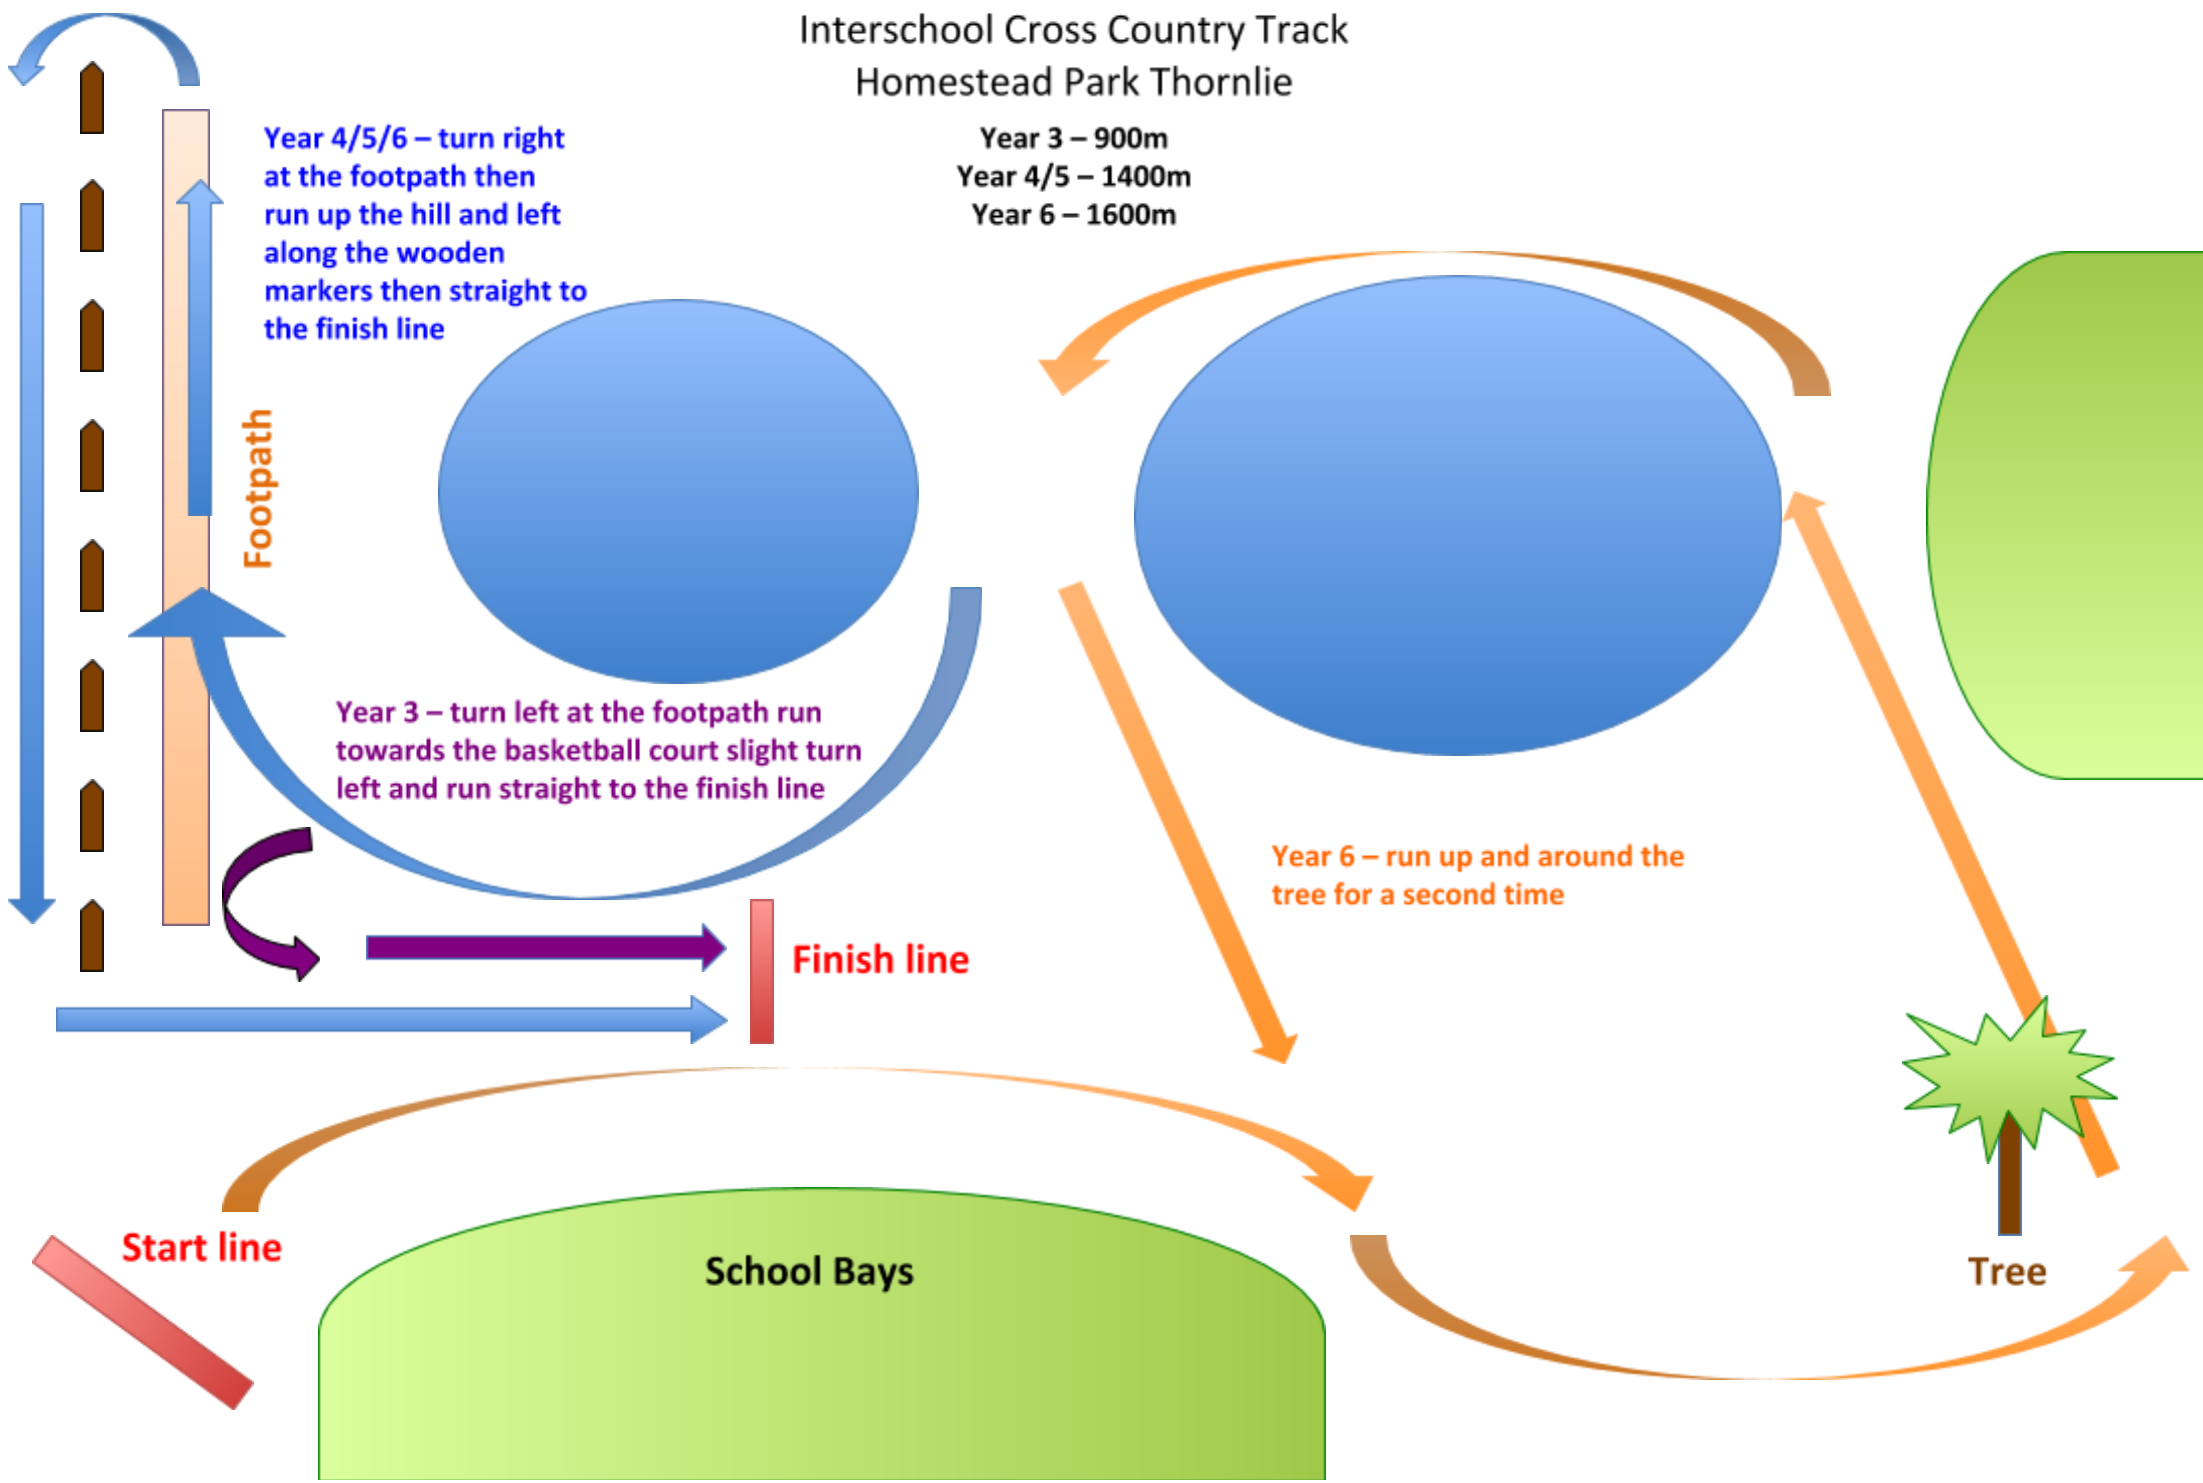 Interschool Cross Country Track
Homestead Park Thornlie
Year 3 – 900m
Year 4/5 – 1400m
Year 6 – 1600m
Year 4/5/6 – turn right
at the footpath then
run up the hill and left
along the wooden
markers then straight to
the finish line
Footpath
Year 3 – turn left at the footpath run
towards the basketball court slight turn
left and run straight to the finish line
Year 6 – run up and around the
tree for a second time
Finish line
Start line
School Bays
Tree